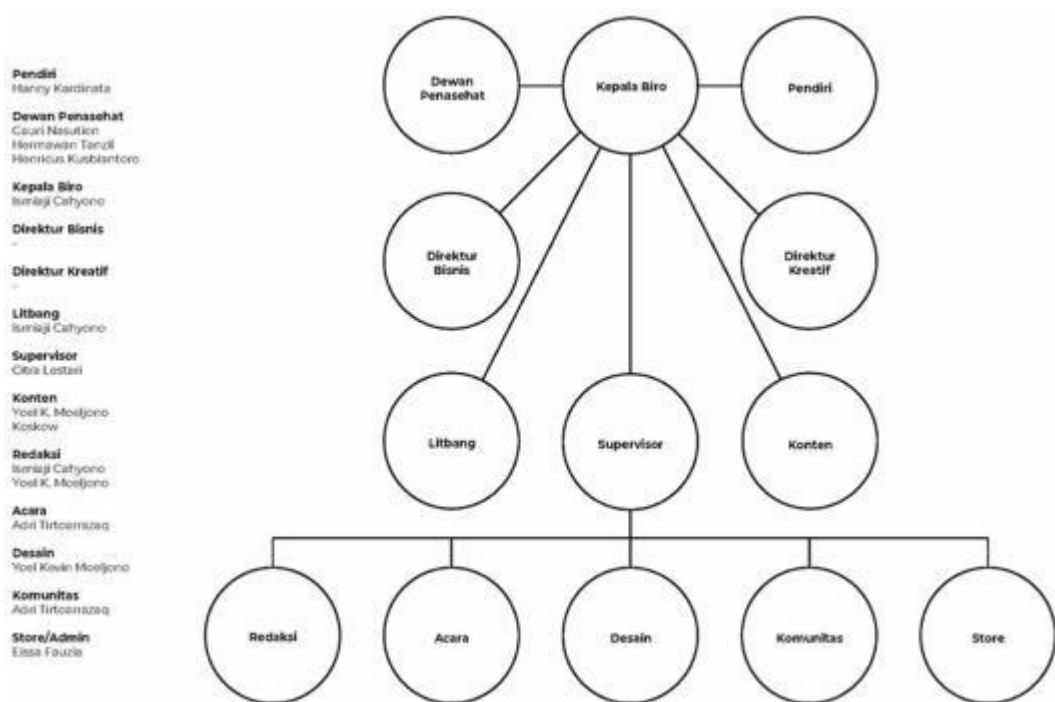 Pendiri
Hanny Kardinata
Dewan Penasehat
Cauri Nasution
Hermawan Tanzil
Henricus Kusbiantoro
Kepala Biro
Ismiaji Cahyono
Direktur Bisnis
-
Direktur Kreatif
-
Litbang
Ismiaji Cahyono
Supervisor
Citra Lestari
Konten
Yoel K. Moeljono
Koskow
Redaksi
Ismiaji Cahyono
Yoel K. Moeljono
Acara
Adri Tirtoerrazaq
Desain
Yoel Kevin Moeljono
Komunitas
Adri Tirtoerrazaq
Store/Admin
Eissa Fauzia
Dewan
Penasehat
Kepala Biro
Pendiri
Direktur
Bisnis
Direktur
Kreatif
Litbang
Supervisor
Konten
Redaksi
Acara
Desain
Komunitas
Store